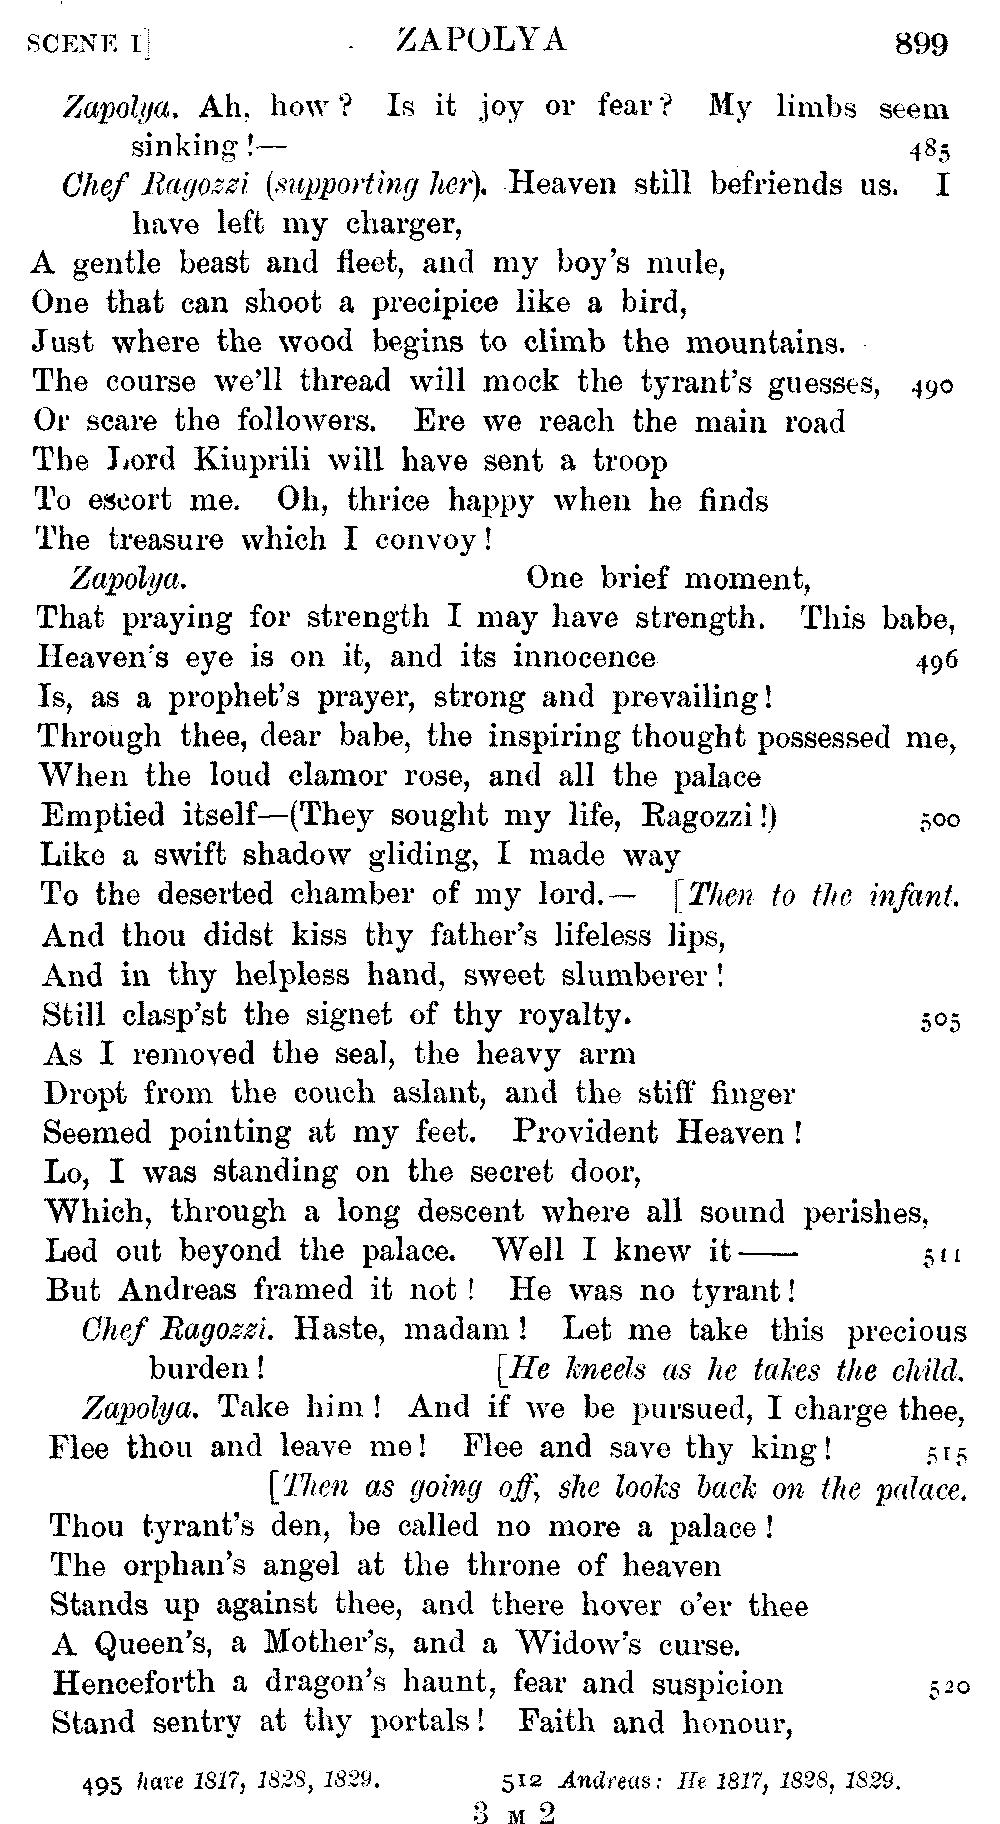 SCENE I] ZAPOLYA 899
Zapolya. Ah, how? Is it joy or fear? My limbs seem
sinking!— 485
Chef Ragozzi (supporting her). Heaven still befriends us. I
have left my charger,
A gentle beast and fleet, and my boy's mule,
One that can shoot a precipice like a bird,
Just where the wood begins to climb the mountains.
The course we'll thread will mock the tyrant's guesses, 490
Or scare the followers. Ere we reach the main road
The Lord Kiuprili will have sent a troop
To escort me. Oh, thrice happy when he finds
The treasure which I convoy!
Zapolya. One brief moment,
That praying for strength I may have strength. This babe,
Heaven's eye is on it, and its innocence 496
Is, as a prophet's prayer, strong and prevailing!
Through thee, dear babe, the inspiring thought possessed me,
When the loud clamor rose, and all the palace
Emptied itself—(They sought my life, Ragozzi!) 500
Like a swift shadow gliding, I made way
To the deserted chamber of my lord.— [Then to the infant.
And thou didst kiss thy father's lifeless lips,
And in thy helpless hand, sweet slumberer!
Still clasp'st the signet of thy royalty. 505
As I removed the seal, the heavy arm
Dropt from the couch aslant, and the stiff finger
Seemed pointing at my feet. Provident Heaven!
Lo, I was standing on the secret door,
Which, through a long descent where all sound perishes,
Led out beyond the palace. Well I knew it—— 511
But Andreas framed it not! He was no tyrant!
Chef Ragozzi. Haste, madam! Let me take this precious
burden! [He kneels as he takes the child.
Zapolya. Take him! And if we be pursued, I charge thee,
Flee thou and leave me! Flee and save thy king! 515
[Then as going off, she looks back on the palace.
Thou tyrant's den, be called no more a palace!
The orphan's angel at the throne of heaven
Stands up against thee, and there hover o'er thee
A Queen's, a Mother's, and a Widow's curse.
Henceforth a dragon's haunt, fear and suspicion 520
Stand sentry at thy portals! Faith and honour,
495 have 1817, 1828, 1829. 512 Andreas: He 1817, 1828, 1829.
3 M 2